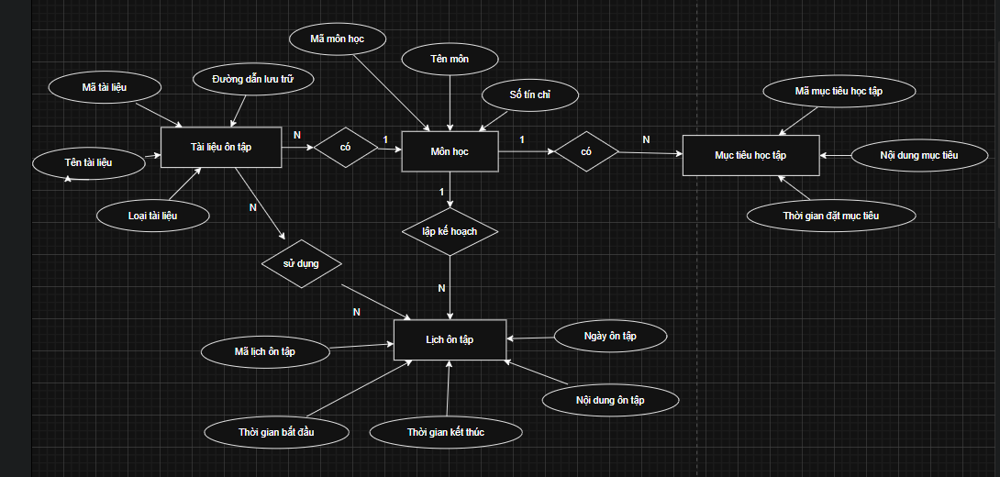 Mã môn học
Tên môn
Mã tài liệu
Đường dẫn lưu trữ
Số tín chỉ
Mã mục tiêu học tập
Tài liệu ôn tập
N
có
1
Môn học
1
có
N
Mục tiêu học tập
Tên tài liệu
Nội dung mục tiêu
Loại tài liệu
N
1
Thời gian đặt mục tiêu
lập kế hoạch
sử dụng
N
N
Mã lịch ôn tập
Lịch ôn tập
Ngày ôn tập
Nội dung ôn tập
Thời gian bắt đầu
Thời gian kết thúc